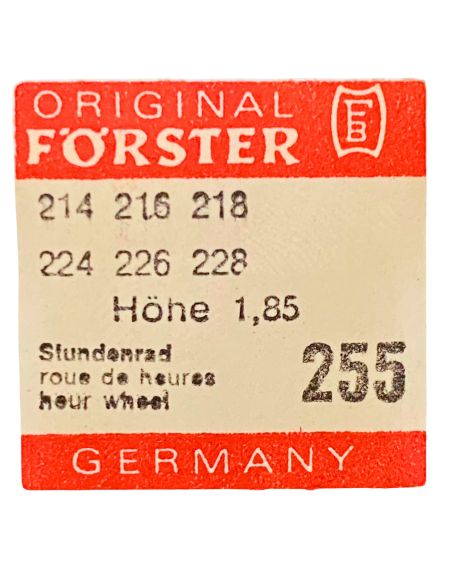 ORIGINAL
FÖRSTER
FB
214 216 218
224 226 228
Höhe 1,85
Stundenrad
roue de heures
heur wheel
255
GERMANY